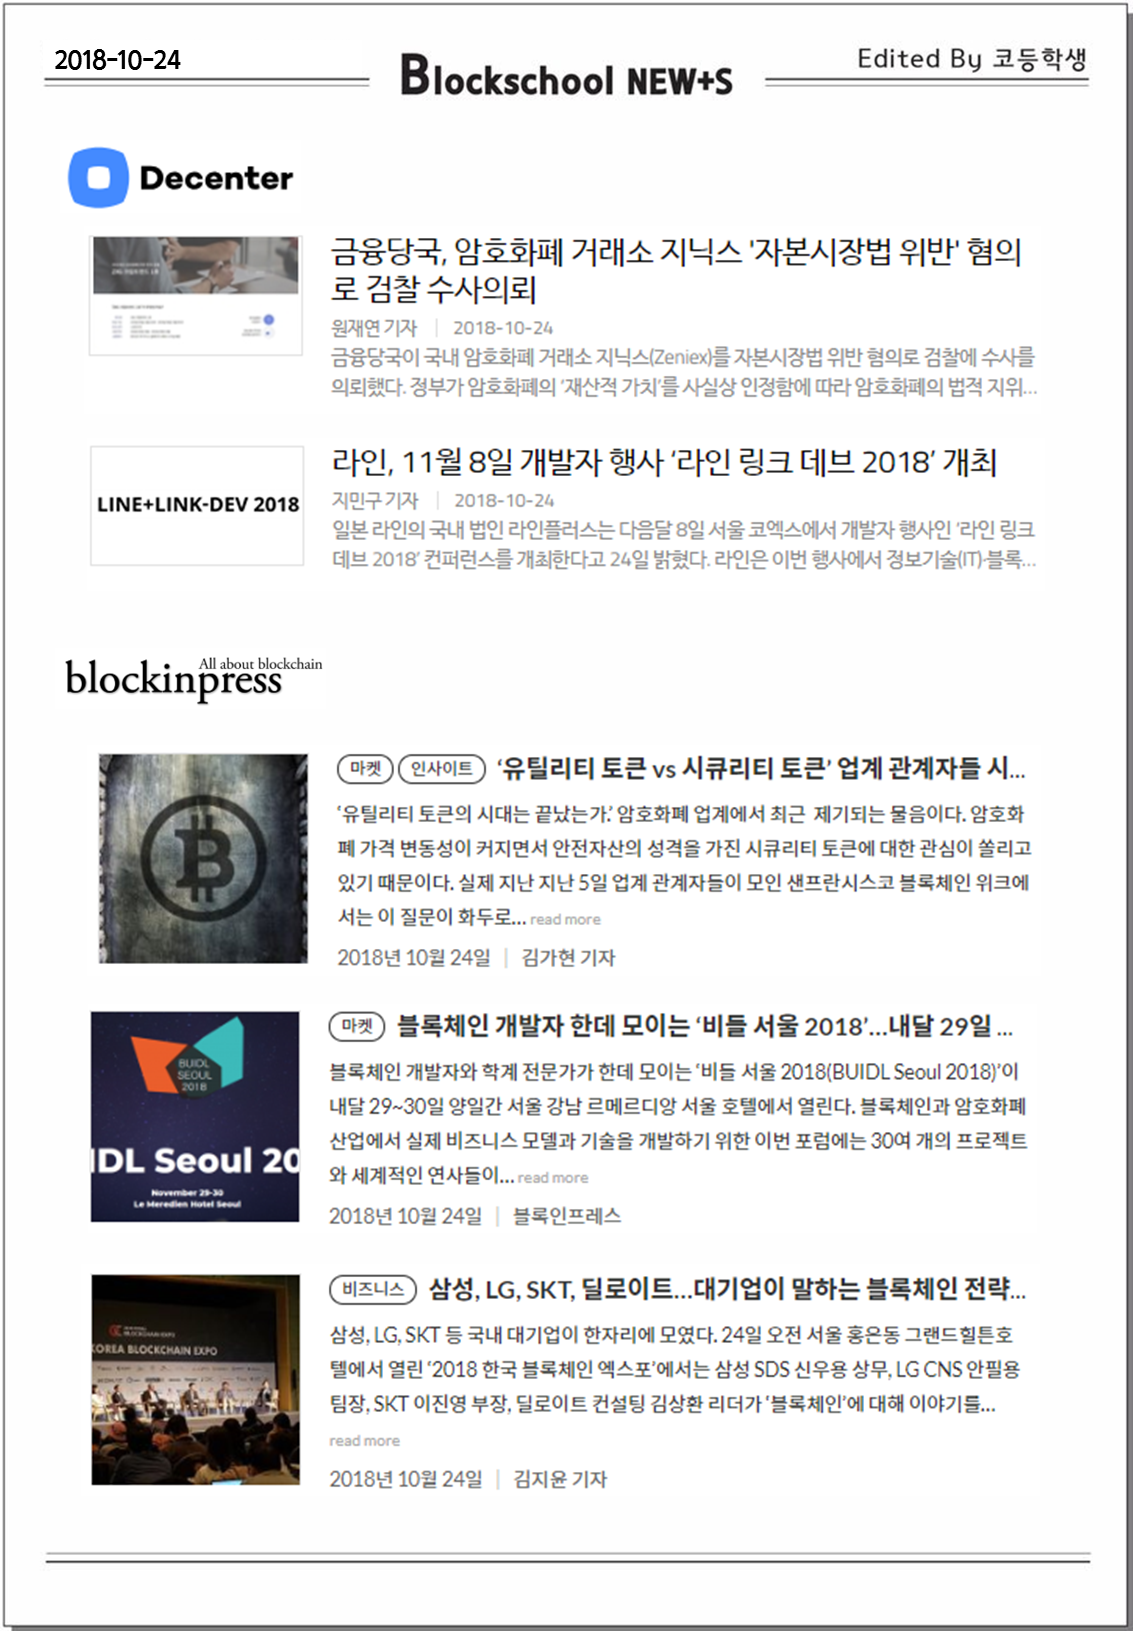 2018-10-24
Blockschool NEW+S
Edited By 코등학생
Decenter
금융당국, 암호화폐 거래소 지닉스 '자본시장법 위반' 혐의
로 검찰 수사의뢰
원재연 기자 | 2018-10-24
금융당국이 국내 암호화폐 거래소 지닉스(Zeniex)를 자본시장법 위반 혐의로 검찰에 수사를
의뢰했다. 정부가 암호화폐의 ‘재산적 가치’를 사실상 인정함에 따라 암호화폐의 법적 지위...
LINE+LINK-DEV 2018
라인, 11월 8일 개발자 행사 ‘라인 링크 데브 2018’ 개최
지민구 기자 | 2018-10-24
일본 라인의 국내 법인 라인플러스는 다음달 8일 서울 코엑스에서 개발자 행사인 ‘라인 링크
데브 2018’ 컨퍼런스를 개최한다고 24일 밝혔다. 라인은 이번 행사에서 정보기술(IT)·블록...
All about blockchain
blockinpress
마켓 인사이트 ‘유틸리티 토큰 vs 시큐리티 토큰’ 업계 관계자들 시...
‘유틸리티 토큰의 시대는 끝났는가.’ 암호화폐 업계에서 최근 제기되는 물음이다. 암호화
폐 가격 변동성이 커지면서 안전자산의 성격을 가진 시큐리티 토큰에 대한 관심이 쏠리고
있기 때문이다. 실제 지난 지난 5일 업계 관계자들이 모인 샌프란시스코 블록체인 위크에
서는 이 질문이 화두로... read more
2018년 10월 24일 | 김가현 기자
BUIDL
SEOUL
2018
IDL Seoul 20
November 29-30
Le Meredien Hotel Seoul
마켓 블록체인 개발자 한데 모이는 ‘비들 서울 2018’...내달 29일 ...
블록체인 개발자와 학계 전문가가 한데 모이는 ‘비들 서울 2018(BUIDL Seoul 2018)’이
내달 29~30일 양일간 서울 강남 르메르디앙 서울 호텔에서 열린다. 블록체인과 암호화폐
산업에서 실제 비즈니스 모델과 기술을 개발하기 위한 이번 포럼에는 30여 개의 프로젝트
와 세계적인 연사들이... read more
2018년 10월 24일 | 블록인프레스
BLOCKCHAIN EXPO
KOREA BLOCKCHAIN EXPO
비즈니스 삼성, LG, SKT, 딜로이트...대기업이 말하는 블록체인 전략...
삼성, LG, SKT 등 국내 대기업이 한자리에 모였다. 24일 오전 서울 홍은동 그랜드힐튼호
텔에서 열린 ‘2018 한국 블록체인 엑스포’에서는 삼성 SDS 신우용 상무, LG CNS 안필용
팀장, SKT 이진영 부장, 딜로이트 컨설팅 김상환 리더가 ‘블록체인’에 대해 이야기를...
read more
2018년 10월 24일 | 김지윤 기자